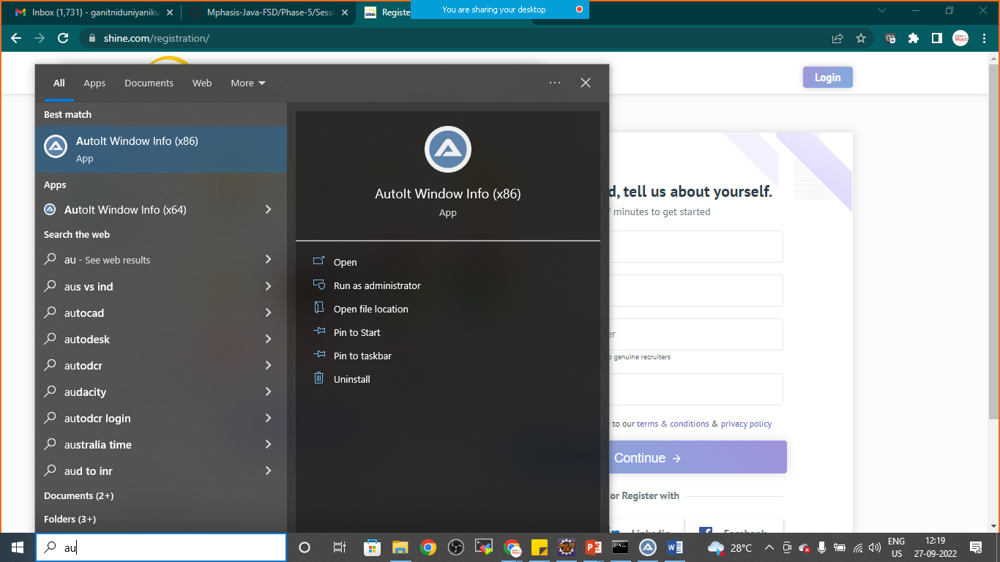 Inbox (1,731) - ganitniduniyaniku
Mphasis-Java-FSD/Phase-5/Sessi
Registe
You are sharing your desktop
shine.com/registration/
Login
All
Apps
Documents
Web
More
Best match
AutoIt Window Info (x86)
App
Apps
AutoIt Window Info (x64)
Search the web
au - See web results
aus vs ind
autocad
autodesk
autodcr
audacity
autodcr login
australia time
aud to inr
Documents (2+)
Folders (3+)
AutoIt Window Info (x86)
App
Open
Run as administrator
Open file location
Pin to Start
Pin to taskbar
Uninstall
d, tell us about yourself.
f minutes to get started
er
genuine recruiters
to our terms & conditions & privacy policy
Continue
or Register with
Linkedin
Facebook
au
28°C
ENG
US
12:19
27-09-2022